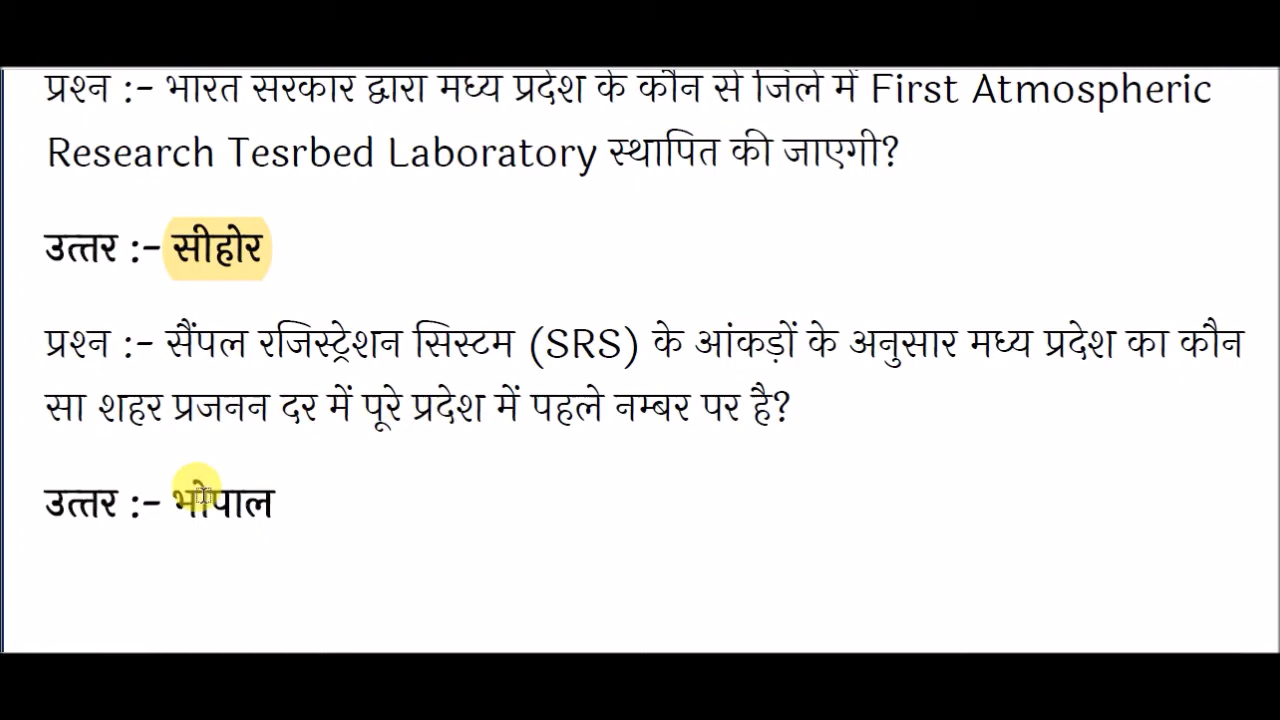 प्रश्न :- भारत सरकार द्वारा मध्य प्रदेश के कौन से जिले में First Atmospheric
Research Tesrbed Laboratory स्थापित की जाएगी?
उत्तर :- सीहोर
प्रश्न :- सैंपल रजिस्ट्रेशन सिस्टम (SRS) के आंकड़ों के अनुसार मध्य प्रदेश का कौन
सा शहर प्रजनन दर में पूरे प्रदेश में पहले नम्बर पर है?
उत्तर :- भोपाल